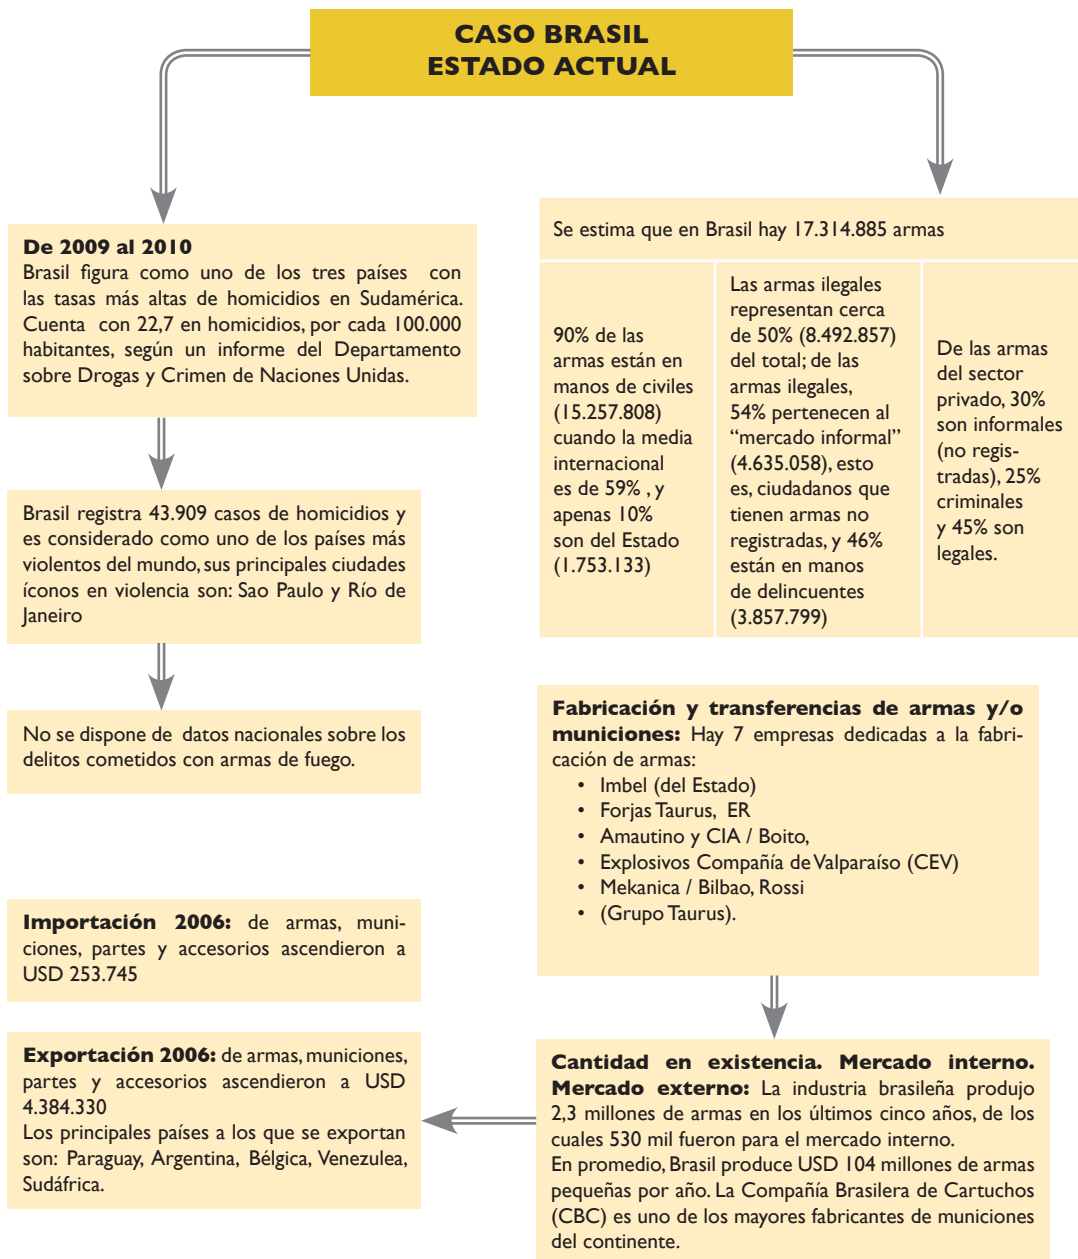 CASO BRASIL
ESTADO ACTUAL
De 2009 al 2010
Brasil figura como uno de los tres países con
las tasas más altas de homicidios en Sudamérica.
Cuenta con 22,7 en homicidios, por cada 100.000
habitantes, según un informe del Departamento
sobre Drogas y Crimen de Naciones Unidas.
Brasil registra 43.909 casos de homicidios y
es considerado como uno de los países más
violentos del mundo, sus principales ciudades
íconos en violencia son: Sao Paulo y Río de
Janeiro
No se dispone de datos nacionales sobre los
delitos cometidos con armas de fuego.
Importación 2006: de armas, muni-
ciones, partes y accesorios ascendieron a
USD 253.745
Exportación 2006: de armas, municiones,
partes y accesorios ascendieron a USD
4.384.330
Los principales países a los que se exportan
son: Paraguay, Argentina, Bélgica, Venezulea,
Sudáfrica.
Se estima que en Brasil hay 17.314.885 armas
90% de las
armas están en
manos de civiles
(15.257.808)
cuando la media
internacional
es de 59% , y
apenas 10%
son del Estado
(1.753.133)
Las armas ilegales
representan cerca
de 50% (8.492.857)
del total; de las
armas ilegales,
54% pertenecen al
“mercado informal”
(4.635.058), esto
es, ciudadanos que
tienen armas no
registradas, y 46%
están en manos
de delincuentes
(3.857.799)
De las armas
del sector
privado, 30%
son informales
(no regis-
tradas), 25%
criminales
y 45% son
legales.
Fabricación y transferencias de armas y/o
municiones: Hay 7 empresas dedicadas a la fabri-
cación de armas:
• Imbel (del Estado)
• Forjas Taurus, ER
• Amautino y CIA / Boito,
• Explosivos Compañía de Valparaíso (CEV)
• Mekanica / Bilbao, Rossi
• (Grupo Taurus).
Cantidad en existencia. Mercado interno.
Mercado externo: La industria brasileña produjo
2,3 millones de armas en los últimos cinco años, de los
cuales 530 mil fueron para el mercado interno.
En promedio, Brasil produce USD 104 millones de armas
pequeñas por año. La Compañía Brasilera de Cartuchos
(CBC) es uno de los mayores fabricantes de municiones
del continente.